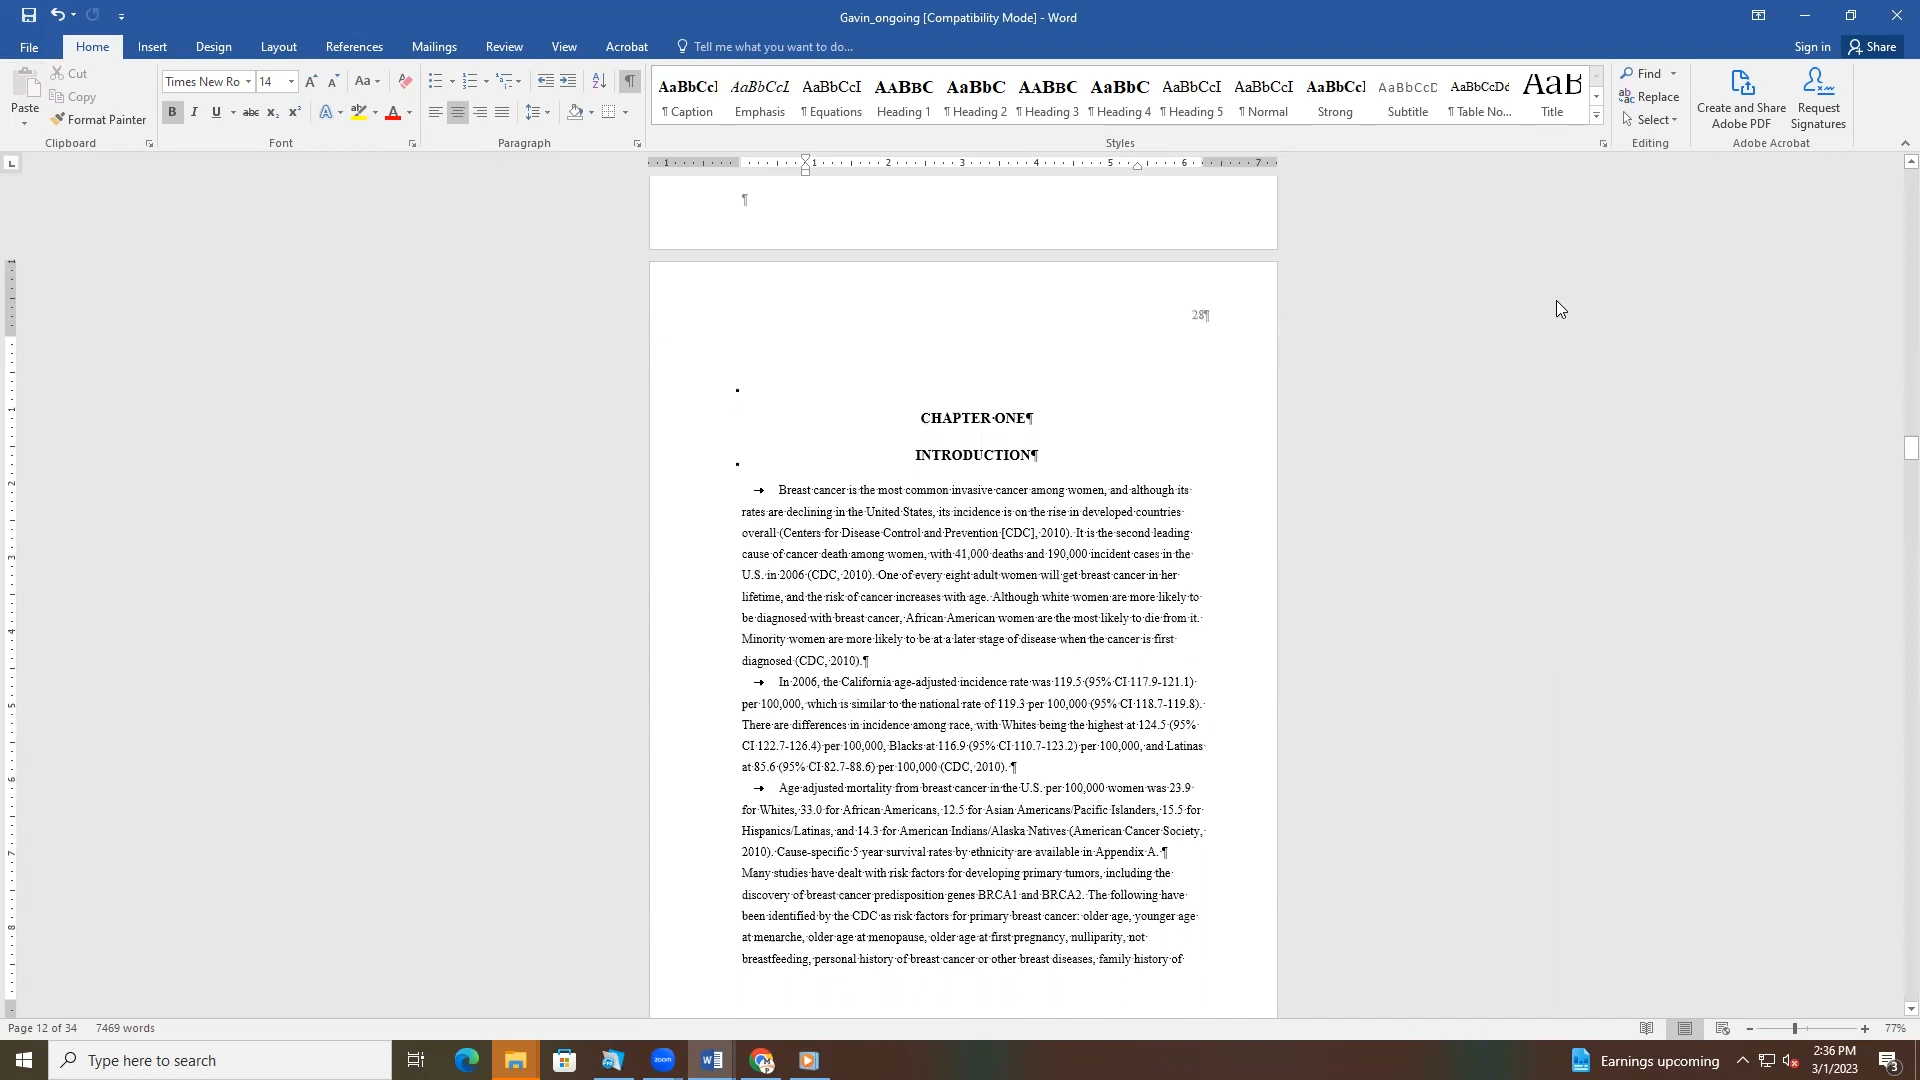 Gavin_ongoing [Compatibility Mode] - Word
File Home Insert Design Layout References Mailings Review View Acrobat Tell me what you want to do... Sign in Share
Paste Cut Copy Format Painter
Clipboard
Times New Ro 14
Font
Paragraph
AaBbCcI AaBbCcL AaBbCcI AABBC AaBbC AABBC AaBbC AaBbCcI AaBbCcI AaBbCcI AaBbCcD AaBbCcDd AaB
¶ Caption Emphasis ¶ Equations Heading 1 ¶ Heading 2 ¶ Heading 3 ¶ Heading 4 ¶ Heading 5 ¶ Normal Strong Subtitle ¶ Table No... Title
Styles
Find
Replace
Select
Editing
Create and Share
Adobe PDF
Request
Signatures
Adobe Acrobat
1 1 2 3 4 5 6 7
¶
28¶
CHAPTER·ONE¶
INTRODUCTION¶
Breast cancer is the most common invasive cancer among women, and although its
rates are declining in the United States, its incidence is on the rise in developed countries
overall (Centers for Disease Control and Prevention [CDC], 2010). It is the second leading
cause of cancer death among women, with 41,000 deaths and 190,000 incident cases in the
U.S. in 2006 (CDC, 2010). One of every eight adult women will get breast cancer in her
lifetime, and the risk of cancer increases with age. Although white women are more likely to
be diagnosed with breast cancer, African American women are the most likely to die from it.
Minority women are more likely to be at a later stage of disease when the cancer is first
diagnosed (CDC, 2010).¶
In 2006, the California age-adjusted incidence rate was 119.5 (95% CI 117.9-121.1)
per 100,000, which is similar to the national rate of 119.3 per 100,000 (95% CI 118.7-119.8).
There are differences in incidence among race, with Whites being the highest at 124.5 (95%
CI 122.7-126.4) per 100,000, Blacks at 116.9 (95% CI 110.7-123.2) per 100,000, and Latinas
at 85.6 (95% CI 82.7-88.6) per 100,000 (CDC, 2010). ¶
Age adjusted mortality from breast cancer in the U.S. per 100,000 women was 23.9
for Whites, 33.0 for African Americans, 12.5 for Asian Americans/Pacific Islanders, 15.5 for
Hispanics/Latinas, and 14.3 for American Indians/Alaska Natives (American Cancer Society,
2010). Cause-specific 5 year survival rates by ethnicity are available in Appendix A. ¶
Many studies have dealt with risk factors for developing primary tumors, including the
discovery of breast cancer predisposition genes BRCA1 and BRCA2. The following have
been identified by the CDC as risk factors for primary breast cancer: older age, younger age
at menarche, older age at menopause, older age at first pregnancy, nulliparity, not
breastfeeding, personal history of breast cancer or other breast diseases, family history of
Page 12 of 34 7469 words 77%
Type here to search
Earnings upcoming
2:36 PM
3/1/2023
3